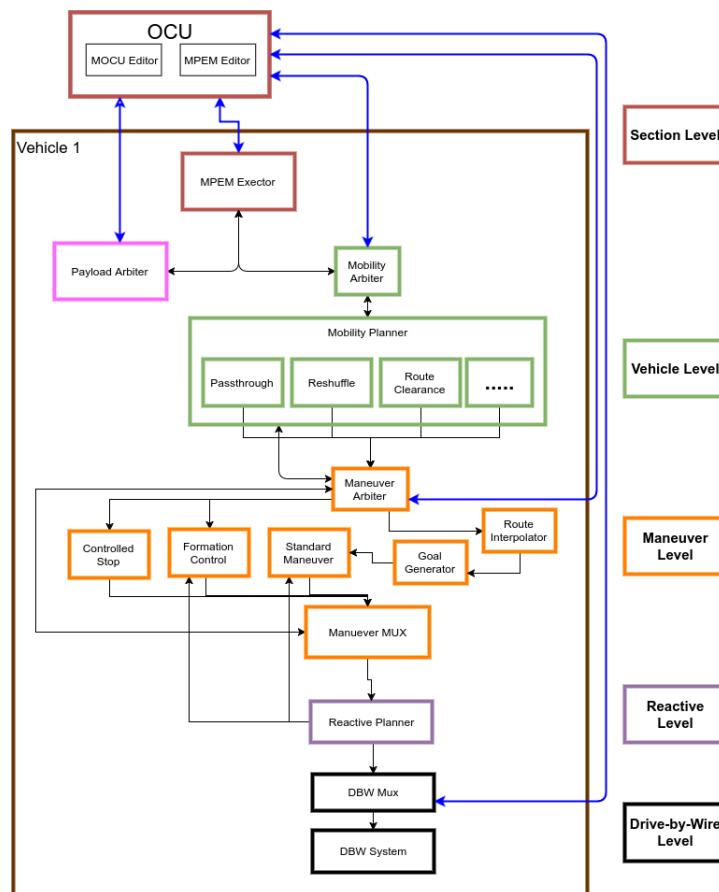 OCU
MOCU Editor
MPEM Editor
Vehicle 1
MPEM Exector
Payload Arbiter
Mobility
Arbiter
Mobility Planner
Passthrough
Reshuffle
Route
Clearance
.....
Maneuver
Arbiter
Controlled
Stop
Formation
Control
Standard
Maneuver
Goal
Generator
Route
Interpolator
Manuever MUX
Reactive Planner
DBW Mux
DBW System
Section Level
Vehicle Level
Maneuver
Level
Reactive
Level
Drive-by-Wire
Level